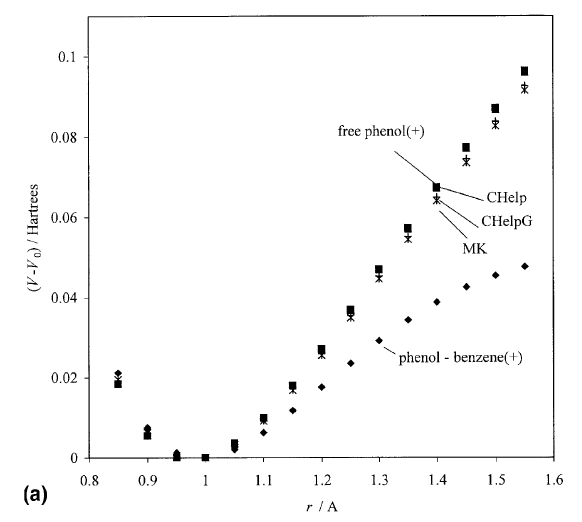 0.1
0.08
0.06
0.04
0.02
0
(V-V₀) / Hartrees
free phenol(+)
CHelp
CHelpG
MK
phenol - benzene(+)
0.8 0.9 1 1.1 1.2 1.3 1.4 1.5 1.6
r / A
(a)